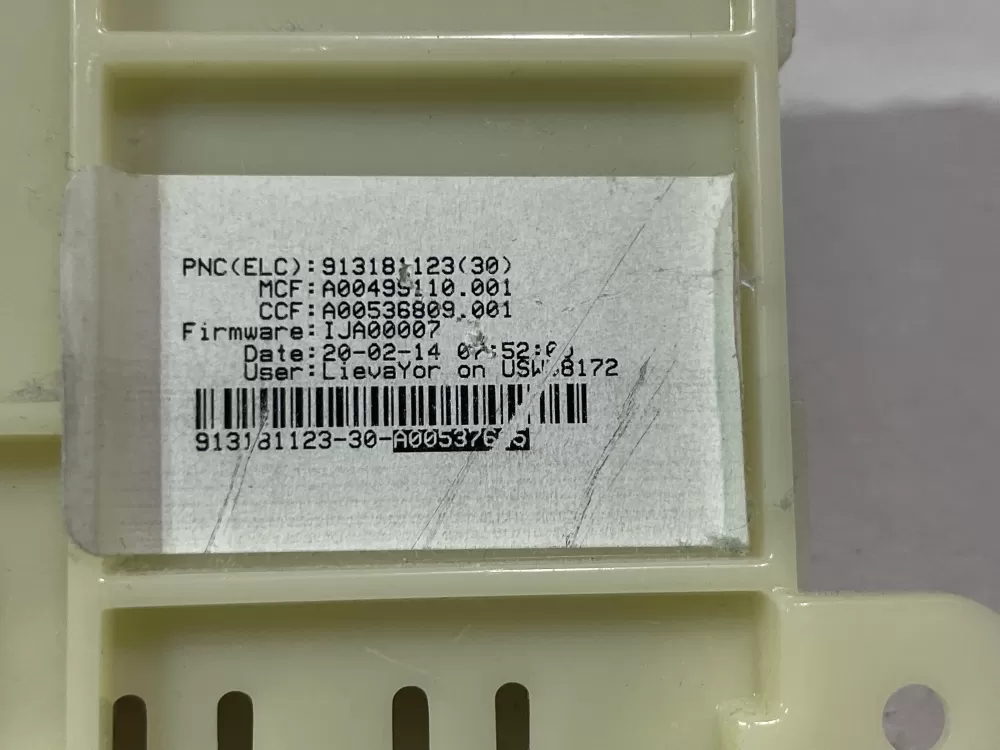 PNC(ELC):913181123(30)
MCF:A00499110.001
CCF:A00536809.001
Firmware:IJA00007
Date:20-02-14
User:LievaYor on
913181123-30-